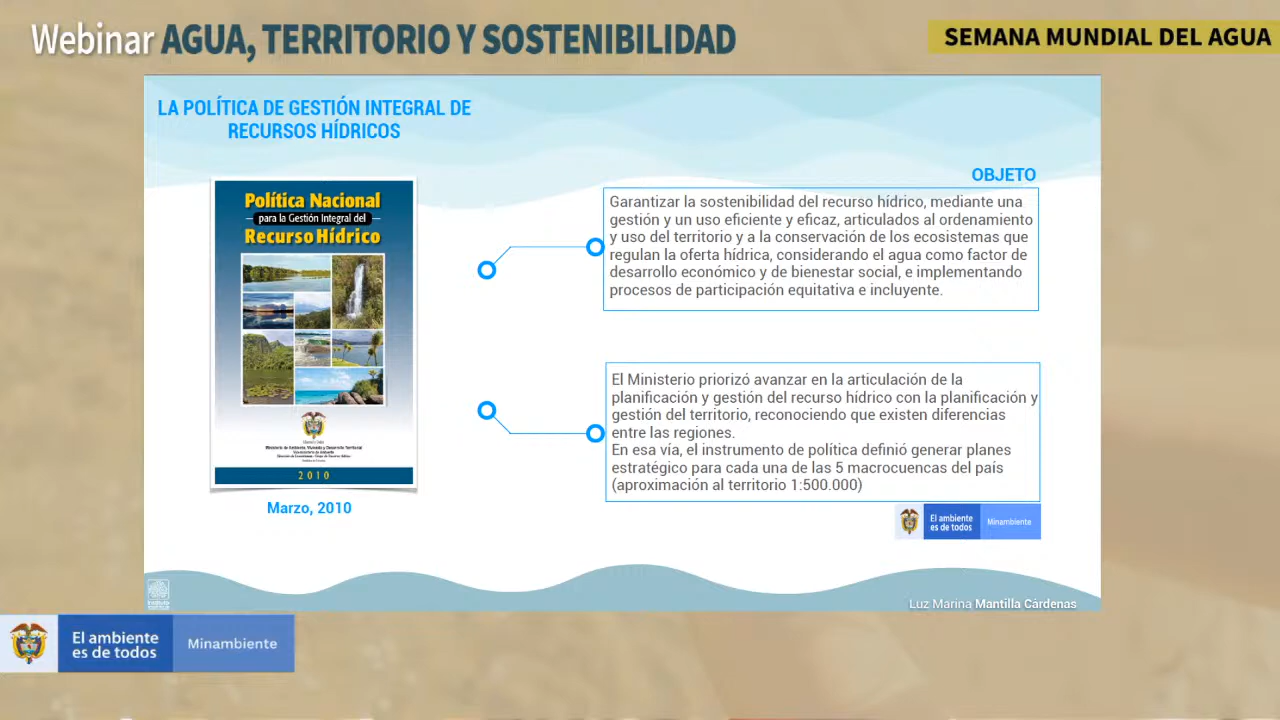 Webinar AGUA, TERRITORIO Y SOSTENIBILIDAD
SEMANA MUNDIAL DEL AGUA
LA POLÍTICA DE GESTIÓN INTEGRAL DE
RECURSOS HÍDRICOS
Política Nacional
para la Gestión Integral del
Recurso Hídrico
2010
Marzo, 2010
OBJETO
Garantizar la sostenibilidad del recurso hídrico, mediante una
gestión y un uso eficiente y eficaz, articulados al ordenamiento
y uso del territorio y a la conservación de los ecosistemas que
regulan la oferta hídrica, considerando el agua como factor de
desarrollo económico y de bienestar social, e implementando
procesos de participación equitativa e incluyente.
El Ministerio priorizó avanzar en la articulación de la
planificación y gestión del recurso hídrico con la planificación y
gestión del territorio, reconociendo que existen diferencias
entre las regiones.
En esa vía, el instrumento de política definió generar planes
estratégico para cada una de las 5 macrocuencas del país
(aproximación al territorio 1:500.000)
El ambiente
es de todos
Minambiente
Luz Marina Mantilla Cárdenas
El ambiente
es de todos
Minambiente